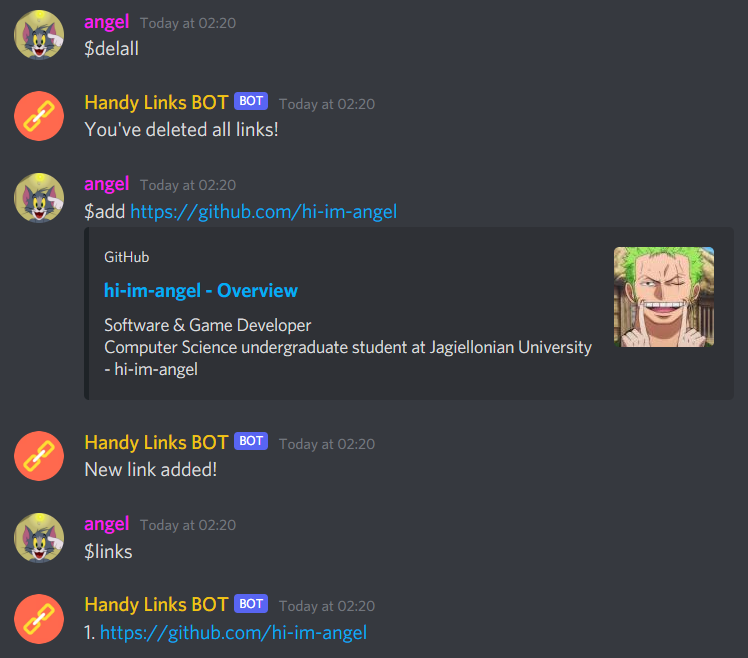 angel Today at 02:20
$delall
Handy Links BOT BOT Today at 02:20
You've deleted all links!
angel Today at 02:20
$add https://github.com/hi-im-angel
GitHub
hi-im-angel - Overview
Software & Game Developer
Computer Science undergraduate student at Jagiellonian University
- hi-im-angel
Handy Links BOT BOT Today at 02:20
New link added!
angel Today at 02:20
$links
Handy Links BOT BOT Today at 02:20
1. https://github.com/hi-im-angel